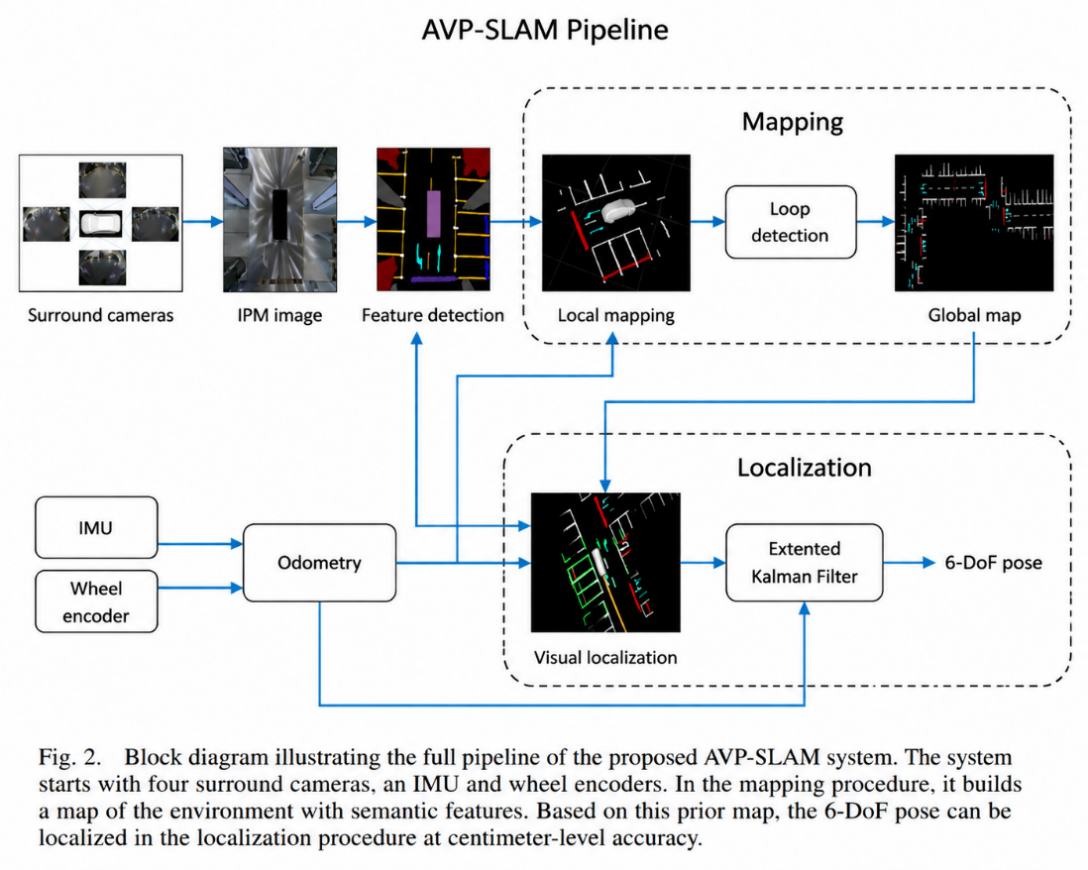 AVP-SLAM Pipeline
Mapping
Loop
detection
Surround cameras
IPM image
Feature detection
Local mapping
Global map
Localization
IMU
Wheel
encoder
Odometry
Extented
Kalman Filter
6-DoF pose
Visual localization
Fig. 2. Block diagram illustrating the full pipeline of the proposed AVP-SLAM system. The system
starts with four surround cameras, an IMU and wheel encoders. In the mapping procedure, it builds
a map of the environment with semantic features. Based on this prior map, the 6-DoF pose can be
localized in the localization procedure at centimeter-level accuracy.